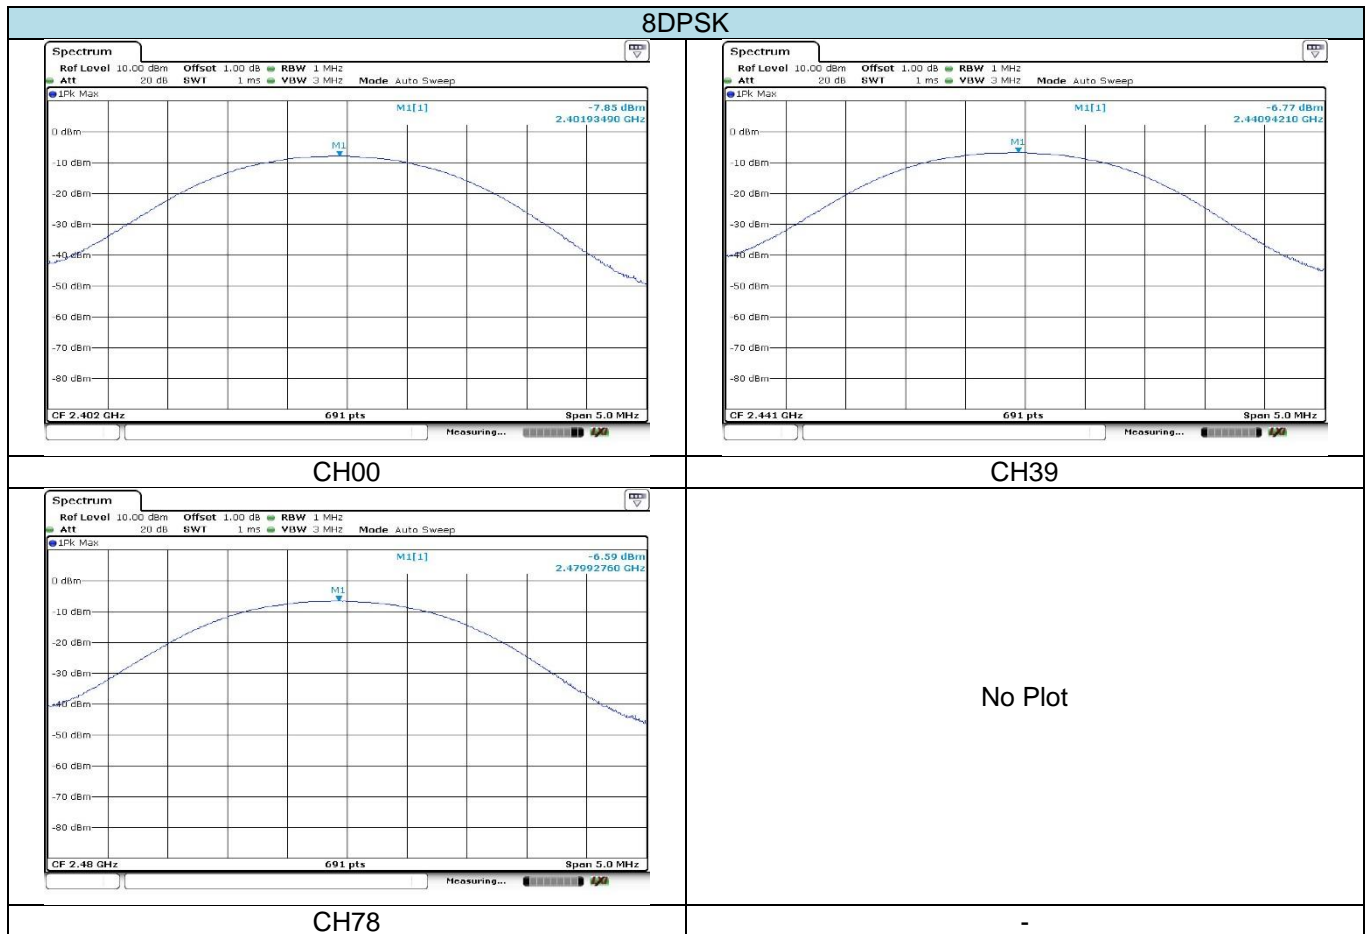 8DPSK
Spectrum
Ref Level 10.00 dBm Offset 1.00 dB RBW 1 MHz
Att 20 dB SWT 1 ms VBW 3 MHz Mode Auto Sweep
1Pk Max
M1[1] -7.85 dBm
2.40193490 GHz
0 dBm
M1
-10 dBm
-20 dBm
-30 dBm
-40 dBm
-50 dBm
-60 dBm
-70 dBm
-80 dBm
CF 2.402 GHz 691 pts Span 5.0 MHz
Measuring...
CH00
Spectrum
Ref Level 10.00 dBm Offset 1.00 dB RBW 1 MHz
Att 20 dB SWT 1 ms VBW 3 MHz Mode Auto Sweep
1Pk Max
M1[1] -6.77 dBm
2.44094210 GHz
0 dBm
M1
-10 dBm
-20 dBm
-30 dBm
-40 dBm
-50 dBm
-60 dBm
-70 dBm
-80 dBm
CF 2.441 GHz 691 pts Span 5.0 MHz
Measuring...
CH39
Spectrum
Ref Level 10.00 dBm Offset 1.00 dB RBW 1 MHz
Att 20 dB SWT 1 ms VBW 3 MHz Mode Auto Sweep
1Pk Max
M1[1] -6.59 dBm
2.47992760 GHz
0 dBm
M1
-10 dBm
-20 dBm
-30 dBm
-40 dBm
-50 dBm
-60 dBm
-70 dBm
-80 dBm
CF 2.48 GHz 691 pts Span 5.0 MHz
Measuring...
CH78
No Plot
-